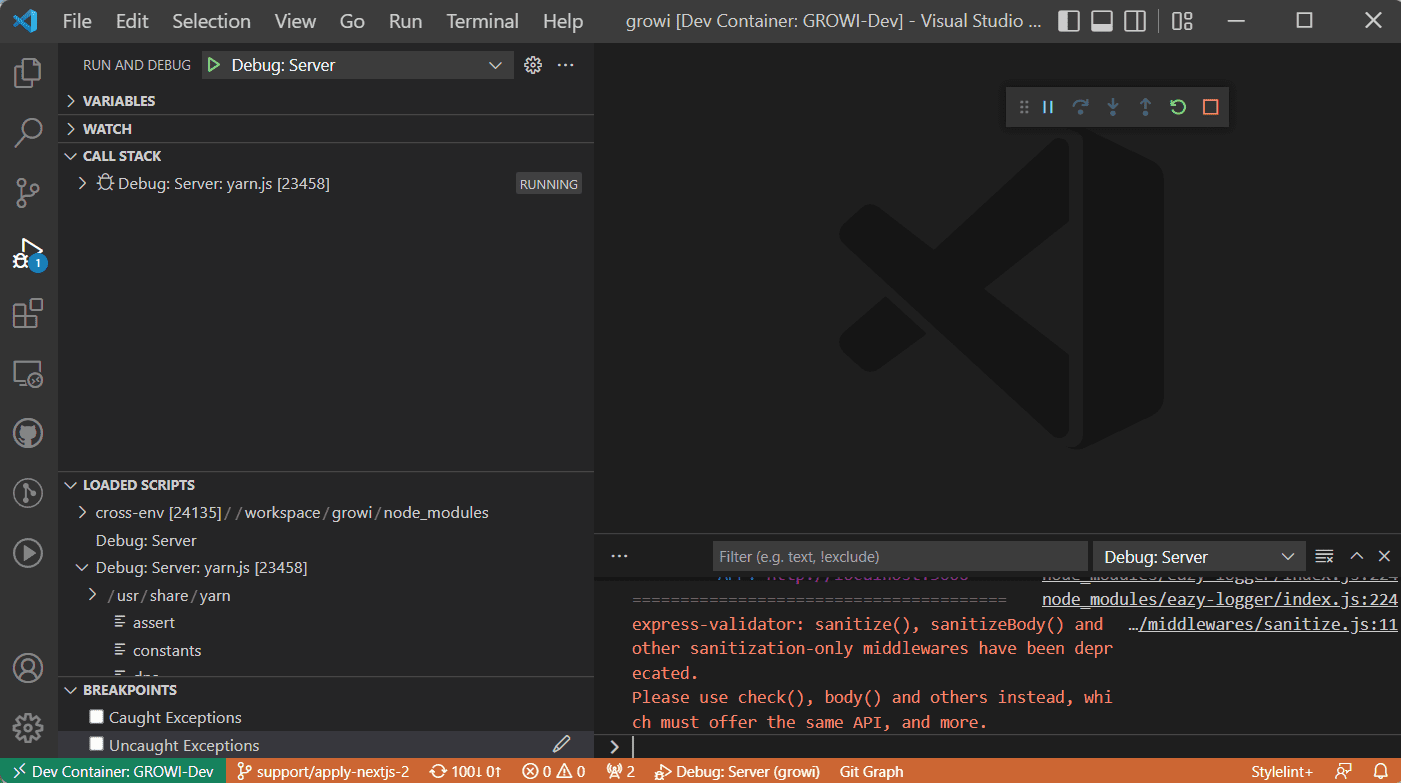 File Edit Selection View Go Run Terminal Help growi [Dev Container: GROWI-Dev] - Visual Studio ...
RUN AND DEBUG Debug: Server
VARIABLES
WATCH
CALL STACK
Debug: Server: yarn.js [23458] RUNNING
1
LOADED SCRIPTS
cross-env [24135] / /workspace/growi/node_modules
Debug: Server
Debug: Server: yarn.js [23458]
/usr/share/yarn
assert
constants
BREAKPOINTS
Caught Exceptions
Uncaught Exceptions
Filter (e.g. text, !exclude) Debug: Server
node_modules/eazy-logger/index.js:224
======================================= node_modules/eazy-logger/index.js:224
express-validator: sanitize(), sanitizeBody() and …/middlewares/sanitize.js:11
other sanitization-only middlewares have been depr
ecated.
Please use check(), body() and others instead, whi
ch must offer the same API, and more.
>
Dev Container: GROWI-Dev support/apply-nextjs-2 100↓ 0↑ 0 0 2 Debug: Server (growi) Git Graph Stylelint+